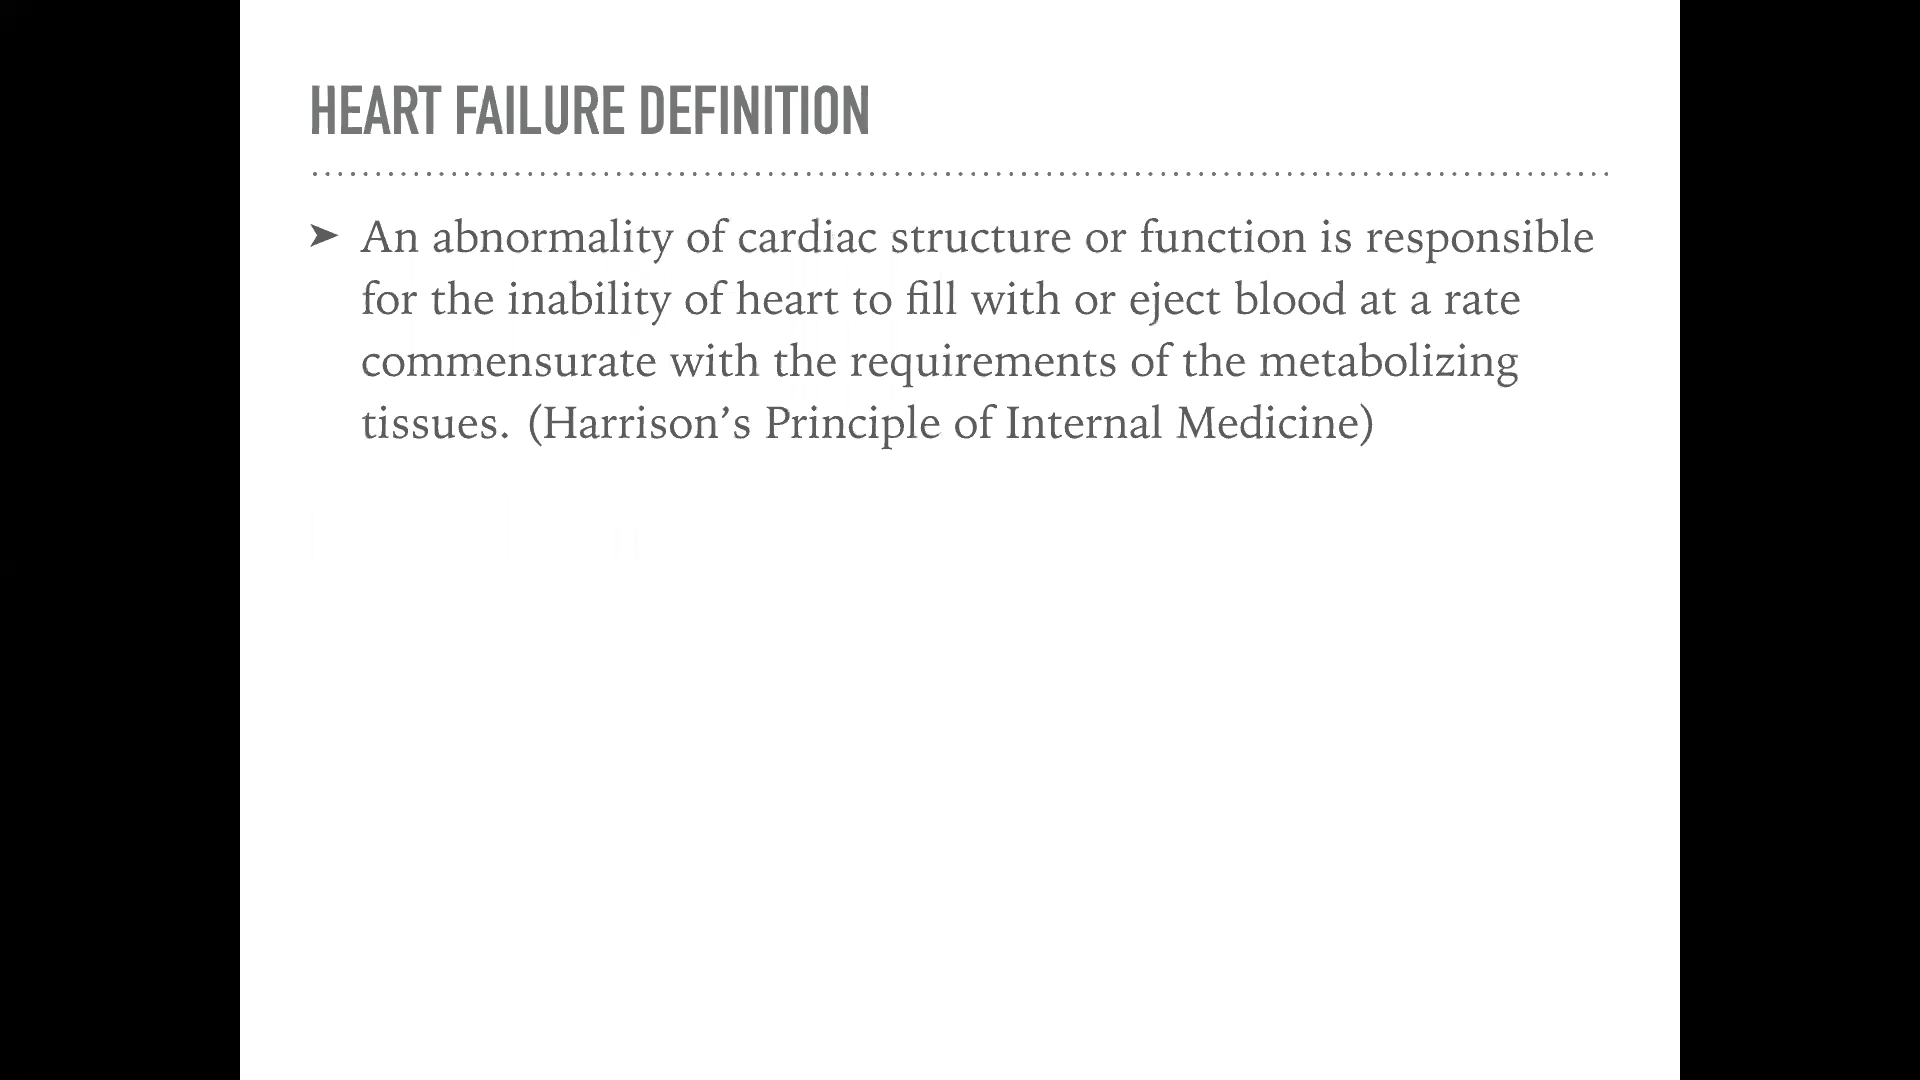 HEART FAILURE DEFINITION
➤ An abnormality of cardiac structure or function is responsible
for the inability of heart to fill with or eject blood at a rate
commensurate with the requirements of the metabolizing
tissues. (Harrison’s Principle of Internal Medicine)